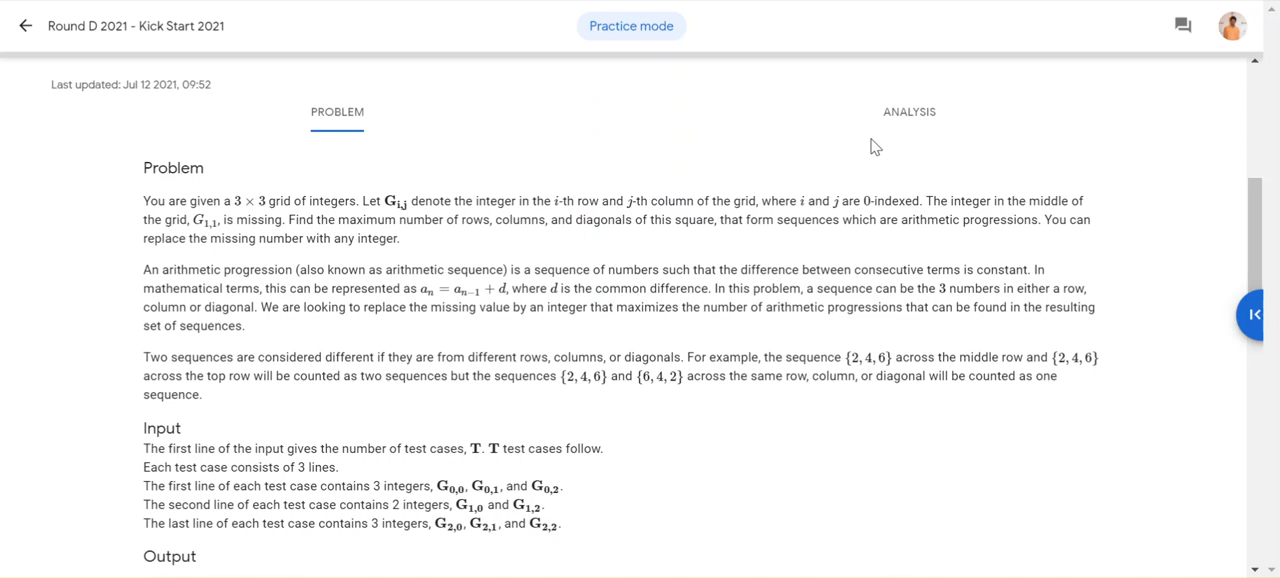 Round D 2021 - Kick Start 2021
Practice mode
Last updated: Jul 12 2021, 09:52
PROBLEM
ANALYSIS
Problem
You are given a 3 × 3 grid of integers. Let G_{i,j} denote the integer in the i-th row and j-th column of the grid, where i and j are 0-indexed. The integer in the middle of
the grid, G_{1,1}, is missing. Find the maximum number of rows, columns, and diagonals of this square, that form sequences which are arithmetic progressions. You can
replace the missing number with any integer.
An arithmetic progression (also known as arithmetic sequence) is a sequence of numbers such that the difference between consecutive terms is constant. In
mathematical terms, this can be represented as a_n = a_{n−1} + d, where d is the common difference. In this problem, a sequence can be the 3 numbers in either a row,
column or diagonal. We are looking to replace the missing value by an integer that maximizes the number of arithmetic progressions that can be found in the resulting
set of sequences.
Two sequences are considered different if they are from different rows, columns, or diagonals. For example, the sequence {2, 4, 6} across the middle row and {2, 4, 6}
across the top row will be counted as two sequences but the sequences {2, 4, 6} and {6, 4, 2} across the same row, column, or diagonal will be counted as one
sequence.
Input
The first line of the input gives the number of test cases, T. T test cases follow.
Each test case consists of 3 lines.
The first line of each test case contains 3 integers, G_{0,0}, G_{0,1}, and G_{0,2}.
The second line of each test case contains 2 integers, G_{1,0} and G_{1,2}.
The last line of each test case contains 3 integers, G_{2,0}, G_{2,1}, and G_{2,2}.
Output